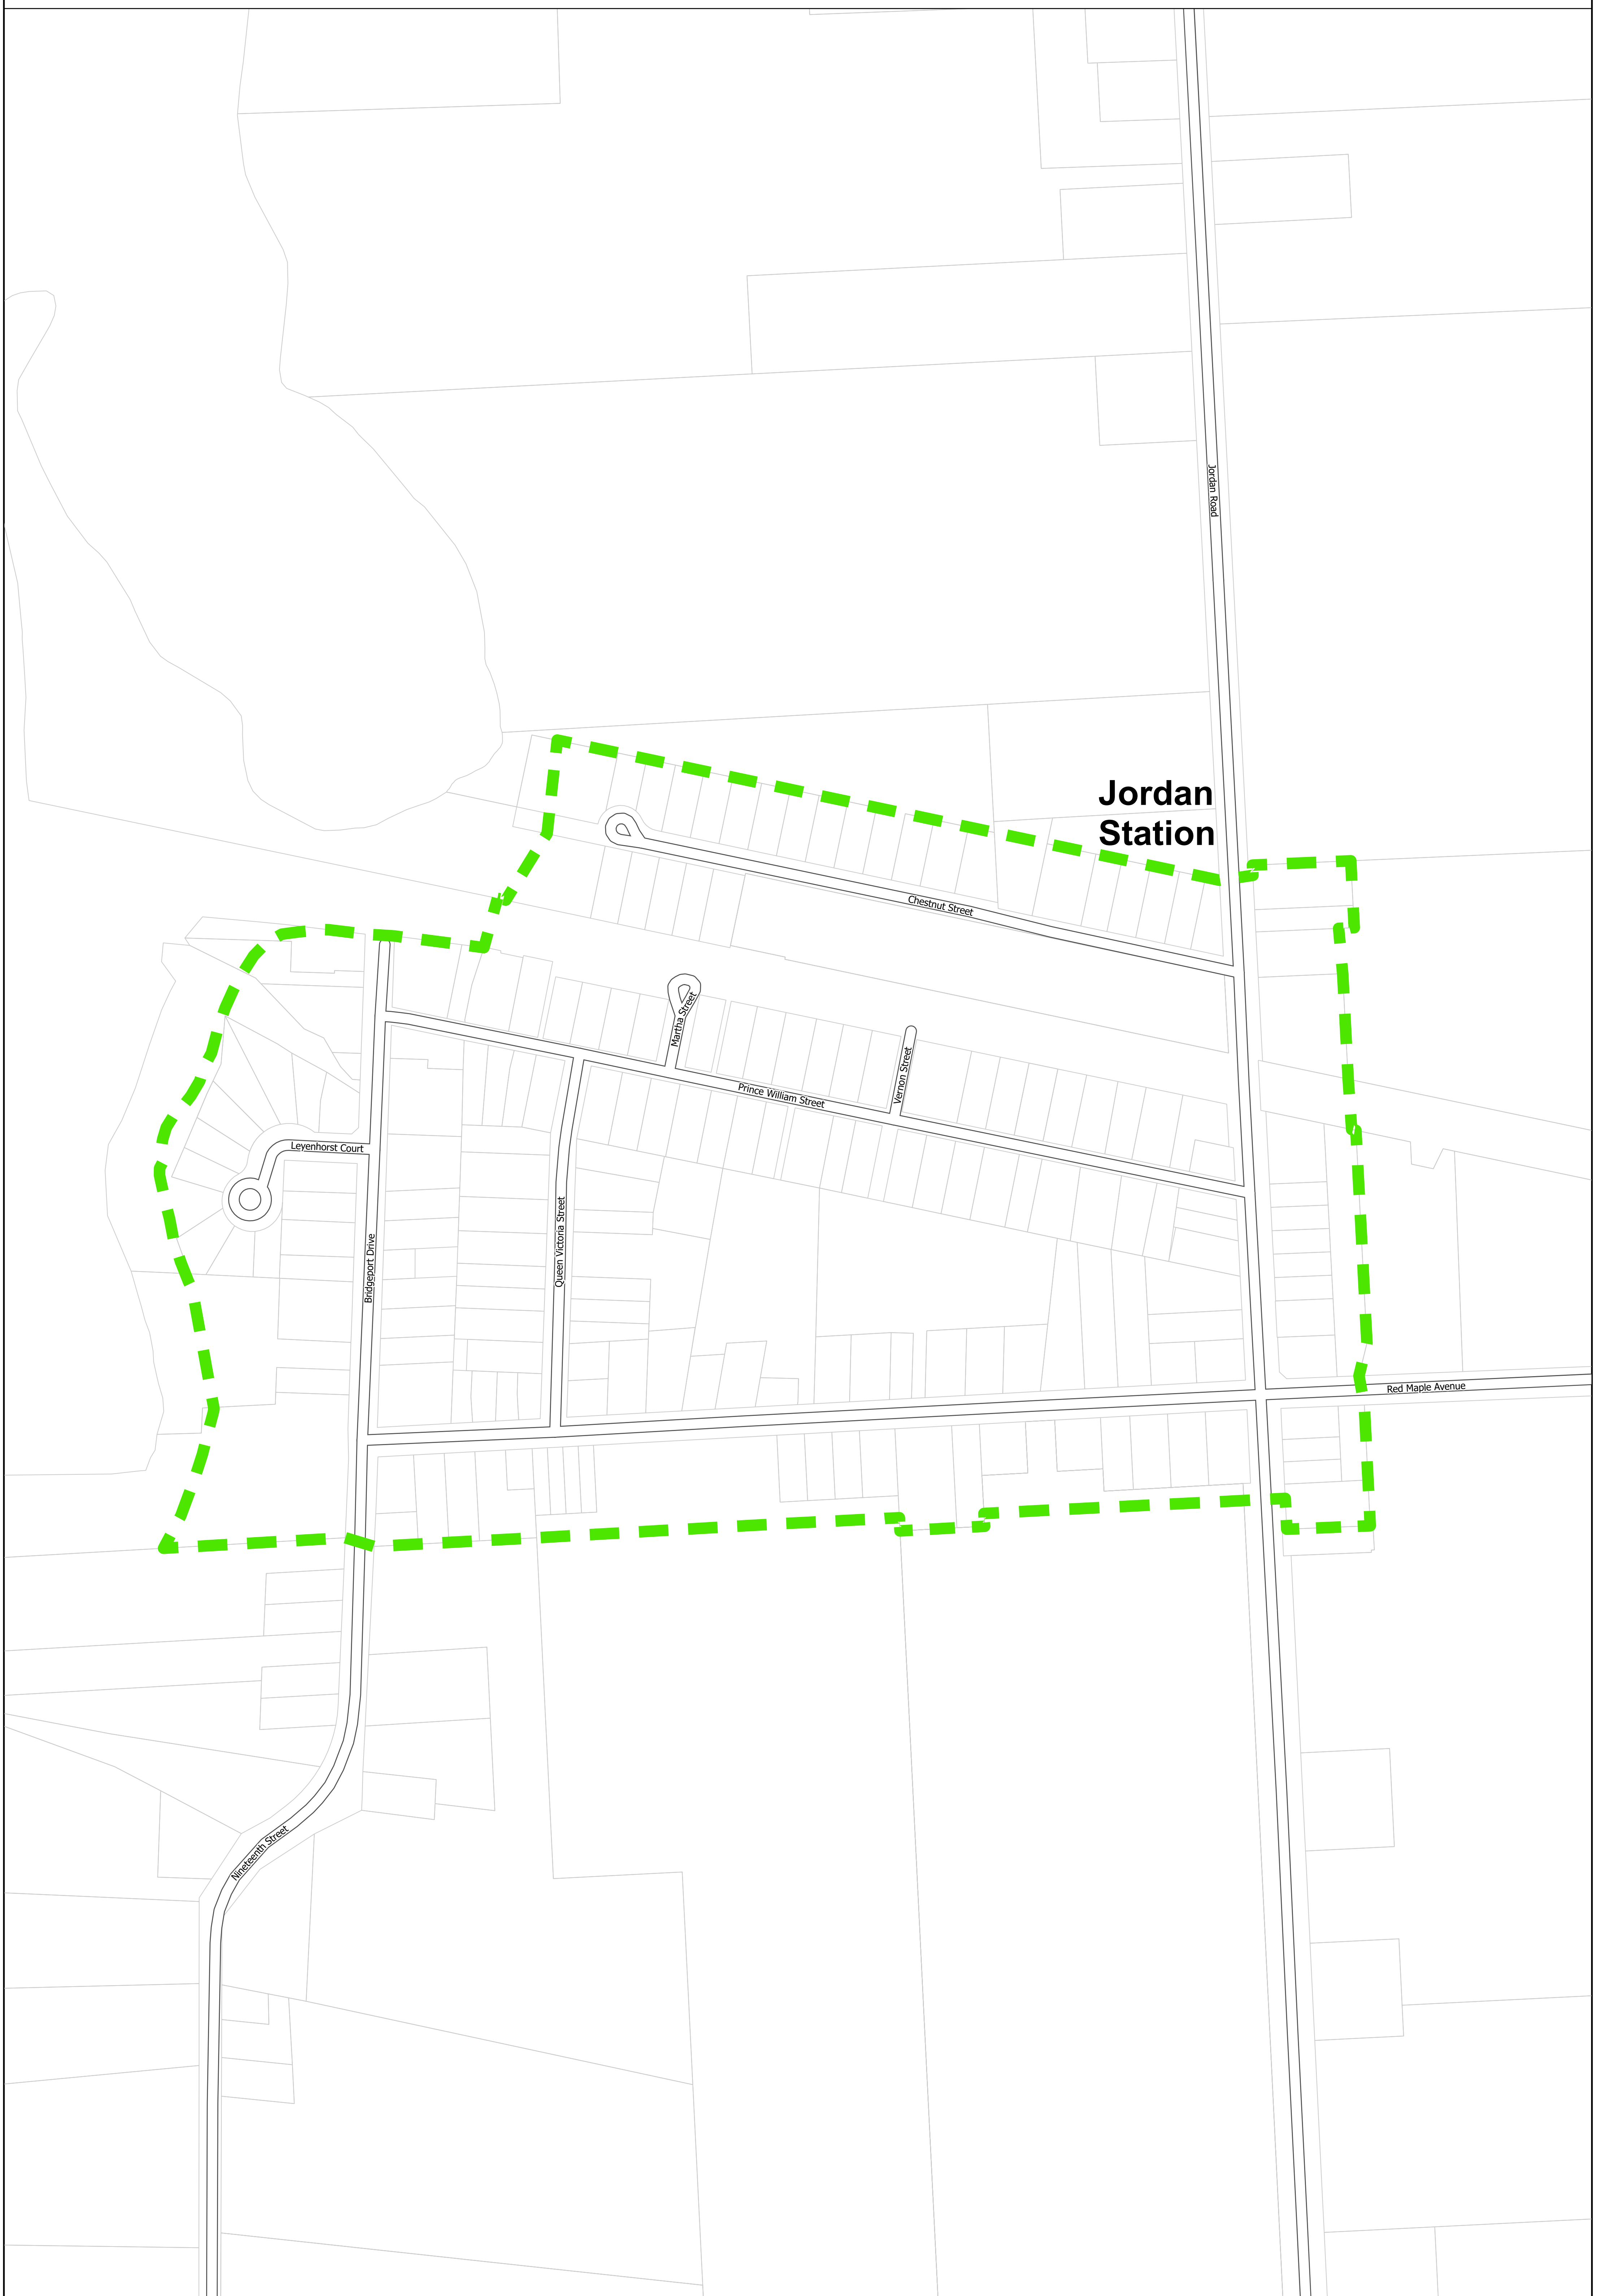 Jordan Road
Jordan
Station
Chestnut Street
Martha Street
Prince William Street
Vernon Street
Leyenhorst Court
Queen Victoria Street
Bridgeport Drive
Red Maple Avenue
Nineteenth Street